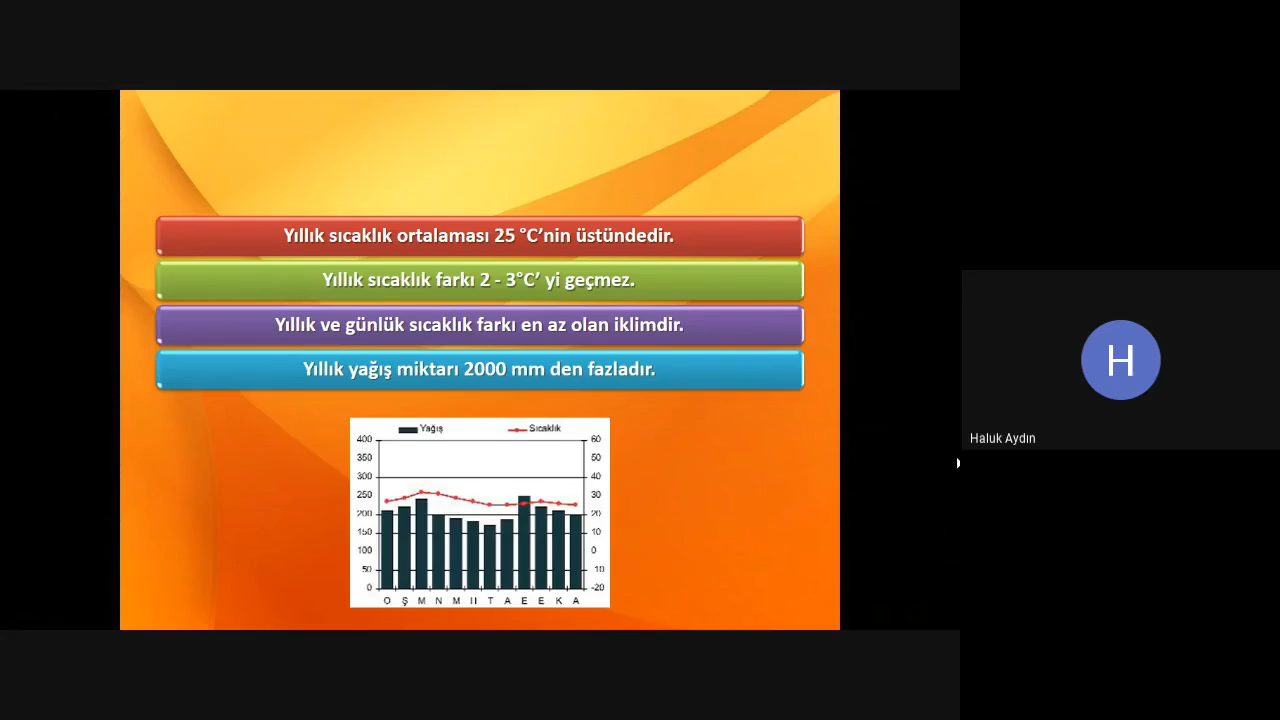 Yıllık sıcaklık ortalaması 25 °C’nin üstündedir.
Yıllık sıcaklık farkı 2 - 3°C’ yi geçmez.
Yıllık ve günlük sıcaklık farkı en az olan iklimdir.
Yıllık yağış miktarı 2000 mm den fazladır.
Yağış Sıcaklık
400 60
350 50
300 40
250 30
200 20
150 10
100 0
50 10
0 -20
O Ş M N M H T A E E K A
H
Haluk Aydın